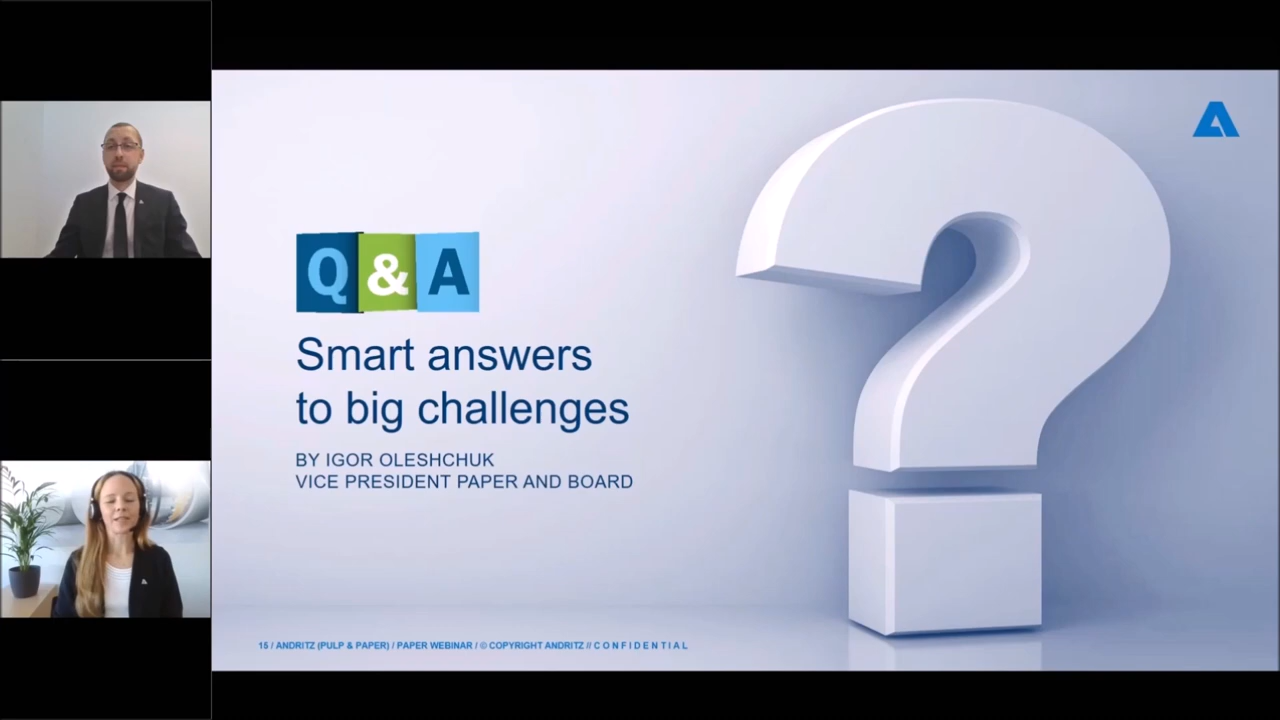 Q & A
Smart answers
to big challenges
BY IGOR OLESHCHUK
VICE PRESIDENT PAPER AND BOARD
15 / ANDRITZ (PULP & PAPER) / PAPER WEBINAR / © COPYRIGHT ANDRITZ // CONFIDENTIAL